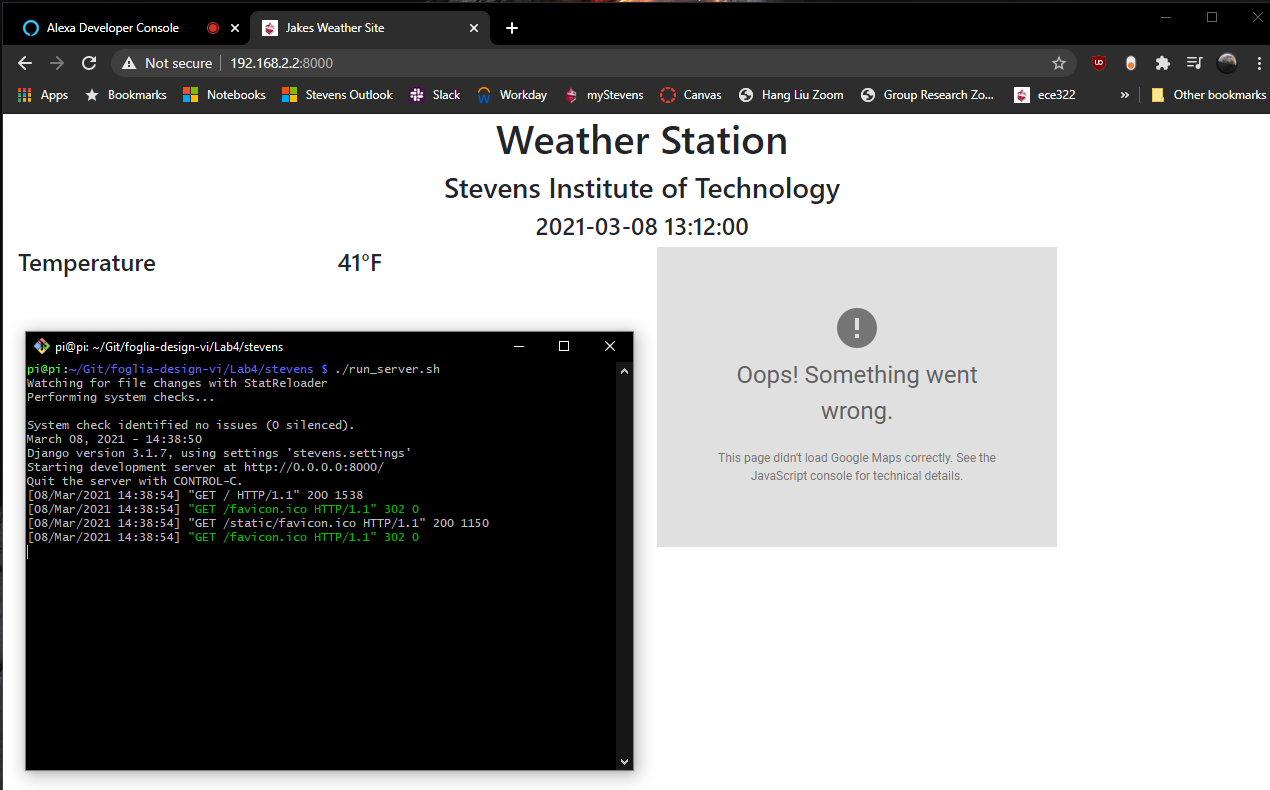 Alexa Developer Console
Jakes Weather Site
Not secure 192.168.2.2:8000
UD
Apps Bookmarks Notebooks Stevens Outlook Slack Workday myStevens Canvas Hang Liu Zoom Group Research Zo... ece322 » Other bookmarks
Weather Station
Stevens Institute of Technology
2021-03-08 13:12:00
Temperature 41°F
Oops! Something went
wrong.
This page didn't load Google Maps correctly. See the
JavaScript console for technical details.
pi@pi: ~/Git/foglia-design-vi/Lab4/stevens
pi@pi:~/Git/foglia-design-vi/Lab4/stevens $ ./run_server.sh
Watching for file changes with StatReloader
Performing system checks...
System check identified no issues (0 silenced).
March 08, 2021 - 14:38:50
Django version 3.1.7, using settings 'stevens.settings'
Starting development server at http://0.0.0.0:8000/
Quit the server with CONTROL-C.
[08/Mar/2021 14:38:54] "GET / HTTP/1.1" 200 1538
[08/Mar/2021 14:38:54] "GET /favicon.ico HTTP/1.1" 302 0
[08/Mar/2021 14:38:54] "GET /static/favicon.ico HTTP/1.1" 200 1150
[08/Mar/2021 14:38:54] "GET /favicon.ico HTTP/1.1" 302 0